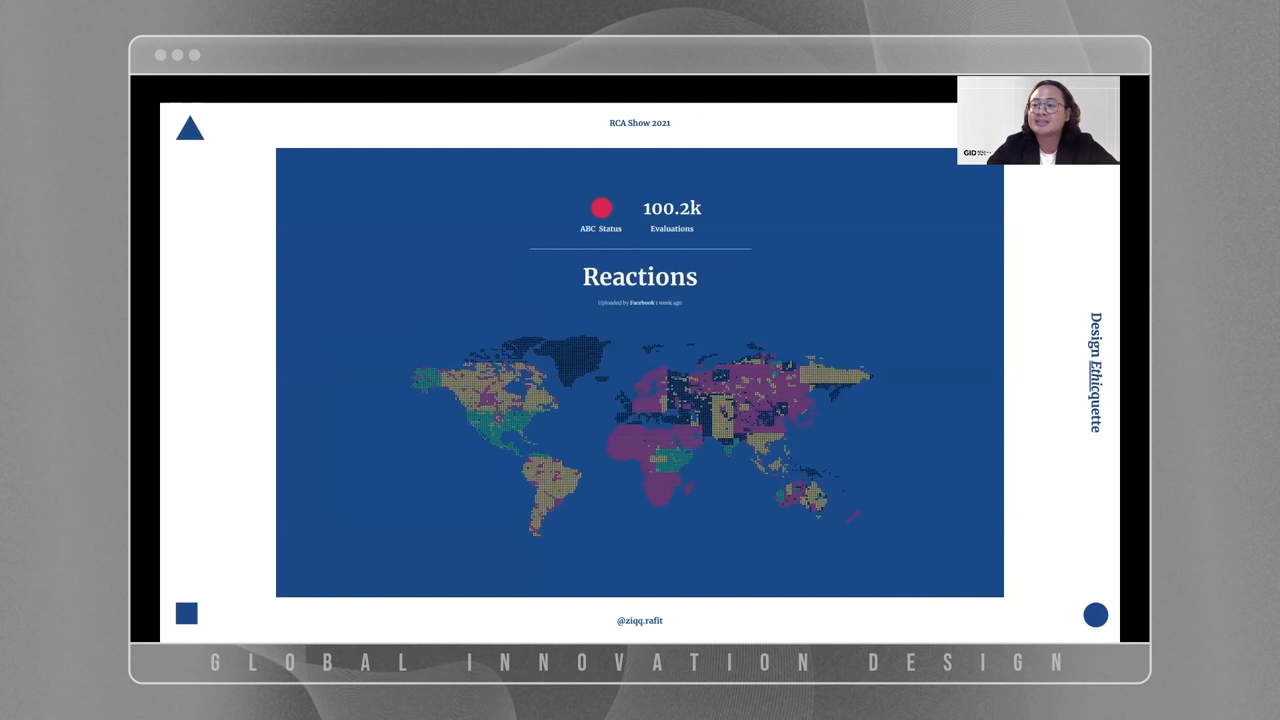 RCA Show 2021
GID
100.2k
ABC Status
Evaluations
Reactions
Uploaded by Facebook 1 week ago
Design Ethicquette
@ziqq.rafit
GLOBAL INNOVATION DESIGN